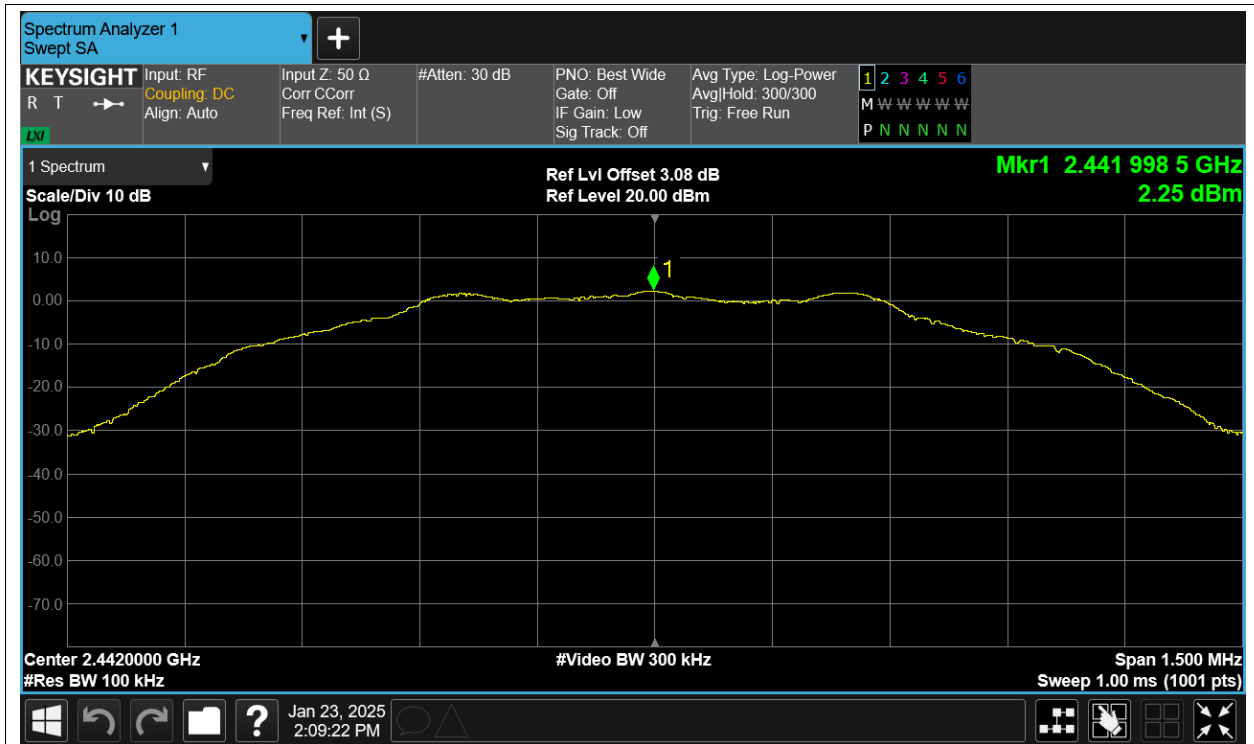 Spectrum Analyzer 1
Swept SA
KEYSIGHT
R T
LXI
Input: RF
Coupling: DC
Align: Auto
Input Z: 50 Ω
Corr CCorr
Freq Ref: Int (S)
#Atten: 30 dB
PNO: Best Wide
Gate: Off
IF Gain: Low
Sig Track: Off
Avg Type: Log-Power
Avg|Hold: 300/300
Trig: Free Run
1 2 3 4 5 6
M W W W W W
P N N N N N
1 Spectrum
Scale/Div 10 dB
Log
Ref Lvl Offset 3.08 dB
Ref Level 20.00 dBm
Mkr1 2.441 998 5 GHz
2.25 dBm
1
10.0
0.00
-10.0
-20.0
-30.0
-40.0
-50.0
-60.0
-70.0
Center 2.4420000 GHz
#Res BW 100 kHz
#Video BW 300 kHz
Span 1.500 MHz
Sweep 1.00 ms (1001 pts)
?
Jan 23, 2025
2:09:22 PM